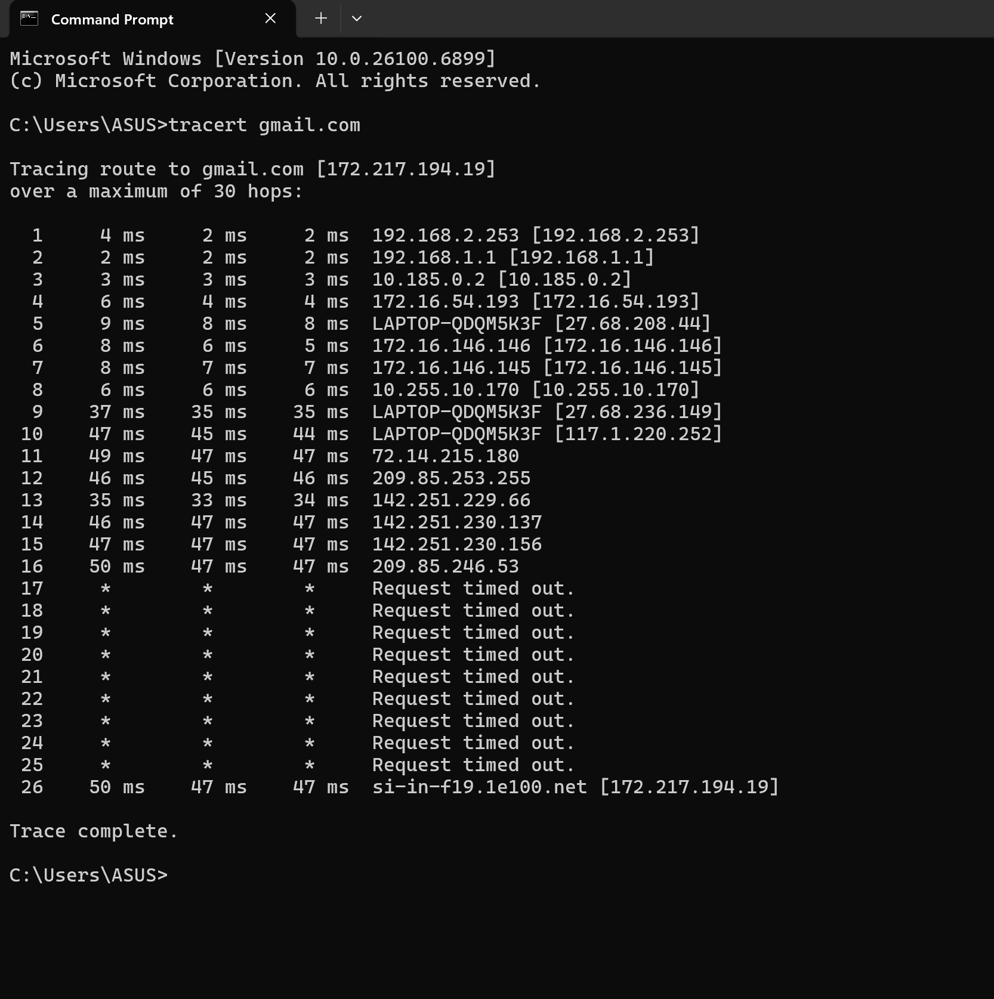 Command Prompt
Microsoft Windows [Version 10.0.26100.6899]
(c) Microsoft Corporation. All rights reserved.
C:\Users\ASUS>tracert gmail.com
Tracing route to gmail.com [172.217.194.19]
over a maximum of 30 hops:
1 4 ms 2 ms 2 ms 192.168.2.253 [192.168.2.253]
2 2 ms 2 ms 2 ms 192.168.1.1 [192.168.1.1]
3 3 ms 3 ms 3 ms 10.185.0.2 [10.185.0.2]
4 6 ms 4 ms 4 ms 172.16.54.193 [172.16.54.193]
5 9 ms 8 ms 8 ms LAPTOP-QDQM5K3F [27.68.208.44]
6 8 ms 6 ms 5 ms 172.16.146.146 [172.16.146.146]
7 8 ms 7 ms 7 ms 172.16.146.145 [172.16.146.145]
8 6 ms 6 ms 6 ms 10.255.10.170 [10.255.10.170]
9 37 ms 35 ms 35 ms LAPTOP-QDQM5K3F [27.68.236.149]
10 47 ms 45 ms 44 ms LAPTOP-QDQM5K3F [117.1.220.252]
11 49 ms 47 ms 47 ms 72.14.215.180
12 46 ms 45 ms 46 ms 209.85.253.255
13 35 ms 33 ms 34 ms 142.251.229.66
14 46 ms 47 ms 47 ms 142.251.230.137
15 47 ms 47 ms 47 ms 142.251.230.156
16 50 ms 47 ms 47 ms 209.85.246.53
17 * * * Request timed out.
18 * * * Request timed out.
19 * * * Request timed out.
20 * * * Request timed out.
21 * * * Request timed out.
22 * * * Request timed out.
23 * * * Request timed out.
24 * * * Request timed out.
25 * * * Request timed out.
26 50 ms 47 ms 47 ms si-in-f19.1e100.net [172.217.194.19]
Trace complete.
C:\Users\ASUS>